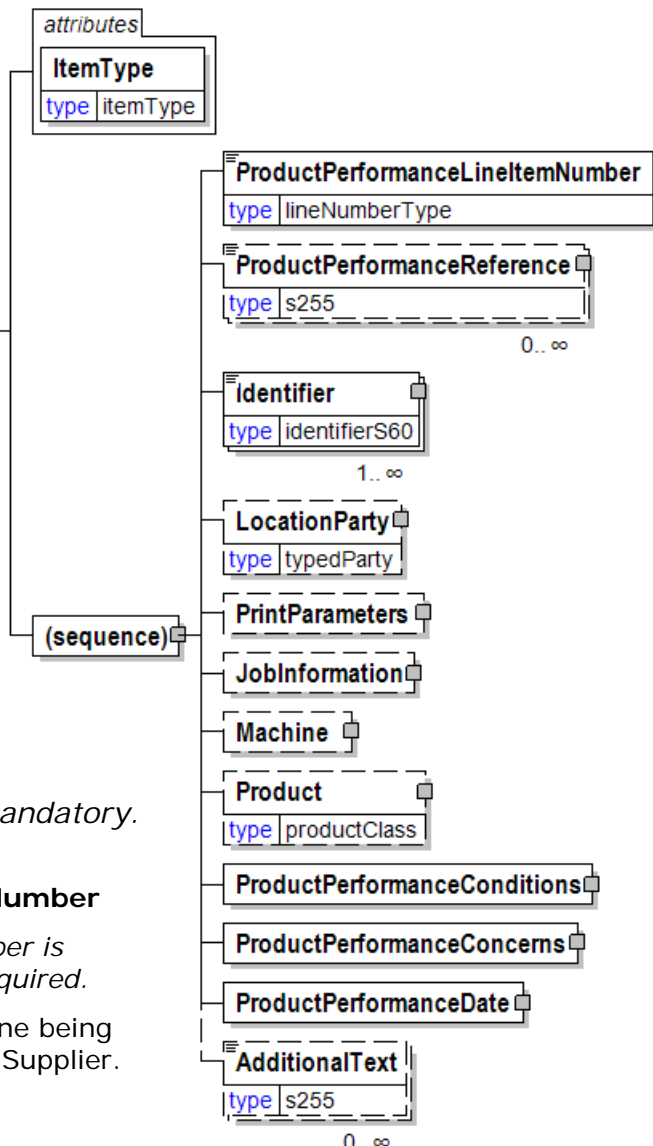 attributes
ItemType
type itemType
ProductPerformanceLineItemNumber
type lineNumberType
ProductPerformanceReference
type s255
0.. ∞
Identifier
type identifierS60
1.. ∞
LocationParty
type typedParty
PrintParameters
(sequence)
JobInformation
Machine
Product
type productClass
andatory.
ProductPerformanceConditions
lumber
ProductPerformanceConcerns
ber is
quired.
ProductPerformanceDate
ne being
Supplier.
AdditionalText
type s255
0.. ∞